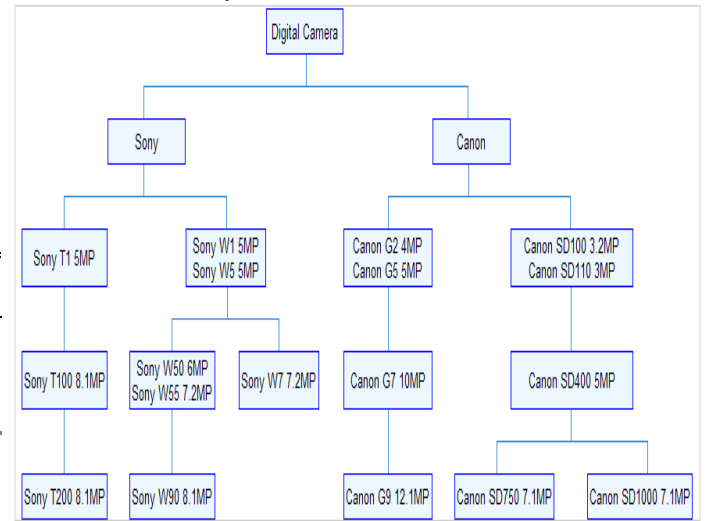 Digital Camera
Sony
Canon
Sony T1 5MP
Sony W1 5MP
Sony W5 5MP
Canon G2 4MP
Canon G5 5MP
Canon SD100 3.2MP
Canon SD110 3MP
Sony T100 8.1MP
Sony W50 6MP
Sony W55 7.2MP
Sony W7 7.2MP
Canon G7 10MP
Canon SD400 5MP
Sony T200 8.1MP
Sony W90 8.1MP
Canon G9 12.1MP
Canon SD750 7.1MP
Canon SD1000 7.1MP